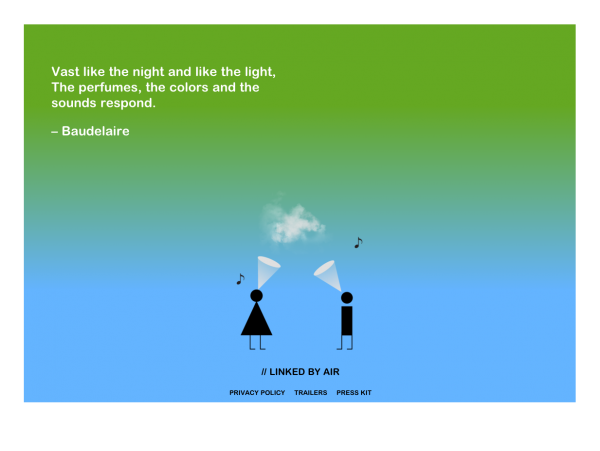 Vast like the night and like the light,
The perfumes, the colors and the
sounds respond.
– Baudelaire
// LINKED BY AIR
PRIVACY POLICY TRAILERS PRESS KIT